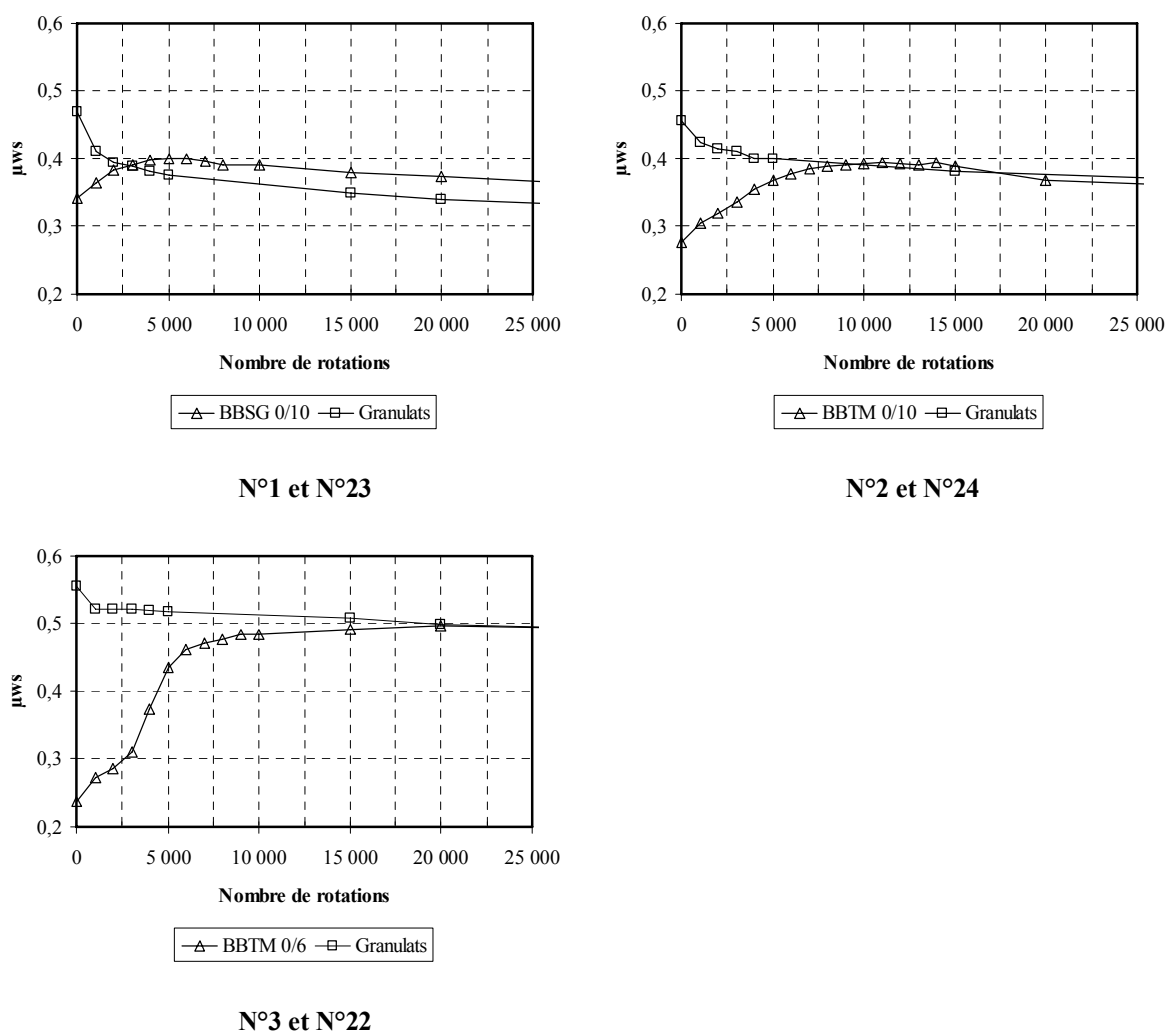 0,6
0,5
0,4
0,3
0,2
µws
0 5 000 10 000 15 000 20 000 25 000
Nombre de rotations
BBSG 0/10 Granulats
N°1 et N°23
0,6
0,5
0,4
0,3
0,2
µws
0 5 000 10 000 15 000 20 000 25 000
Nombre de rotations
BBTM 0/10 Granulats
N°2 et N°24
0,6
0,5
0,4
0,3
0,2
µws
0 5 000 10 000 15 000 20 000 25 000
Nombre de rotations
BBTM 0/6 Granulats
N°3 et N°22